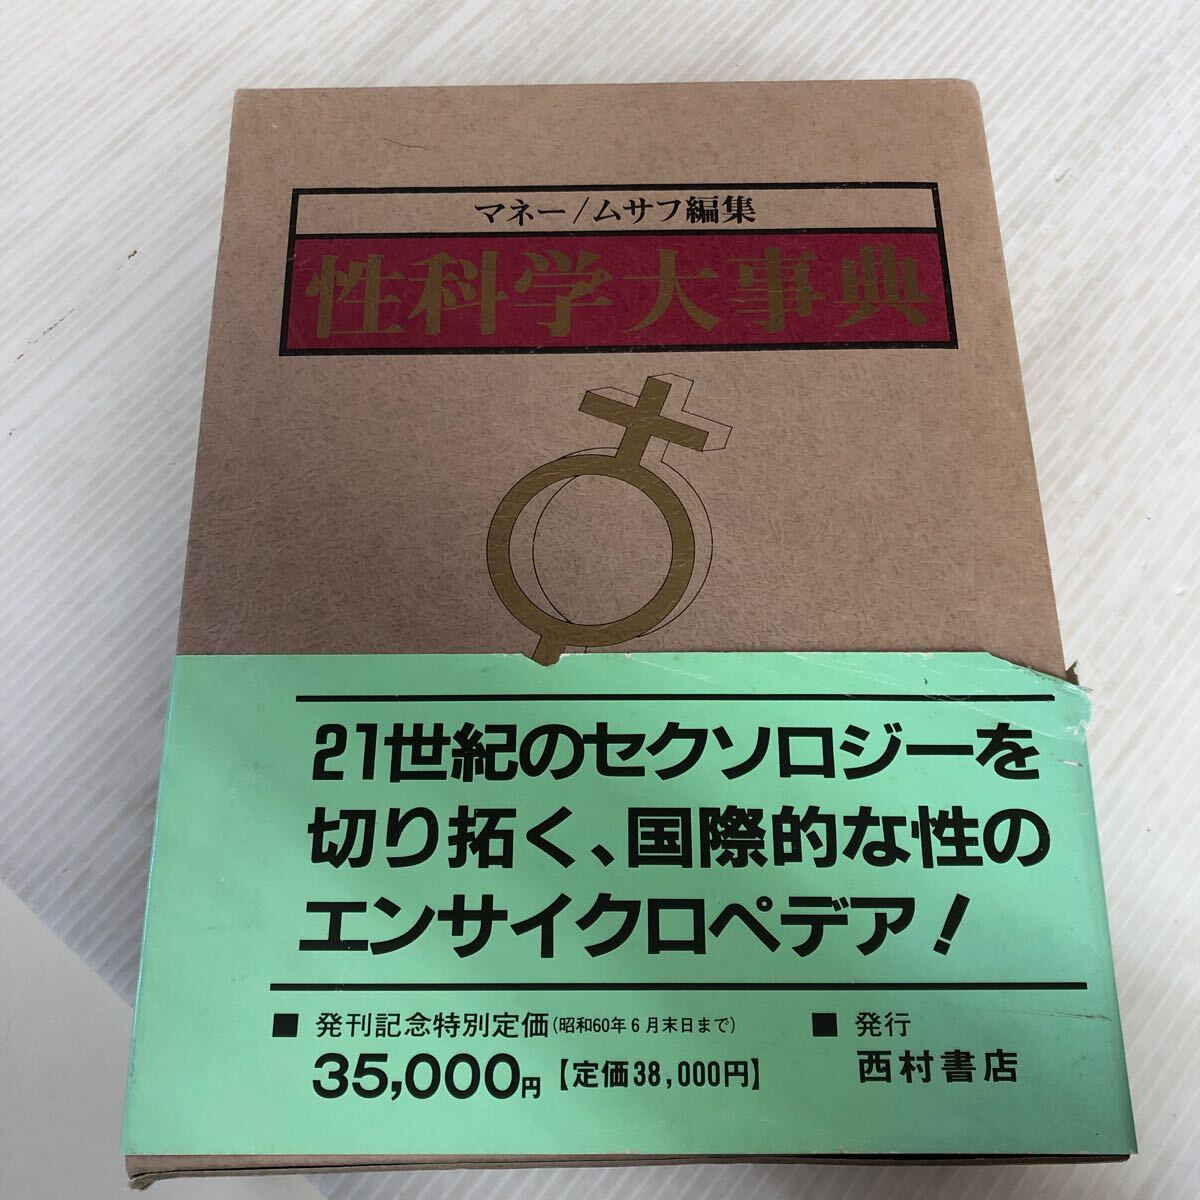 マネー/ムサフ編集
性科学大事典
21世紀のセクソロジーを
切り拓く、国際的な性の
エンサイクロペデア!
■ 発刊記念特別定価(昭和60年6月末日まで)
35,000円【定価38,000円】
■ 発行
西村書店